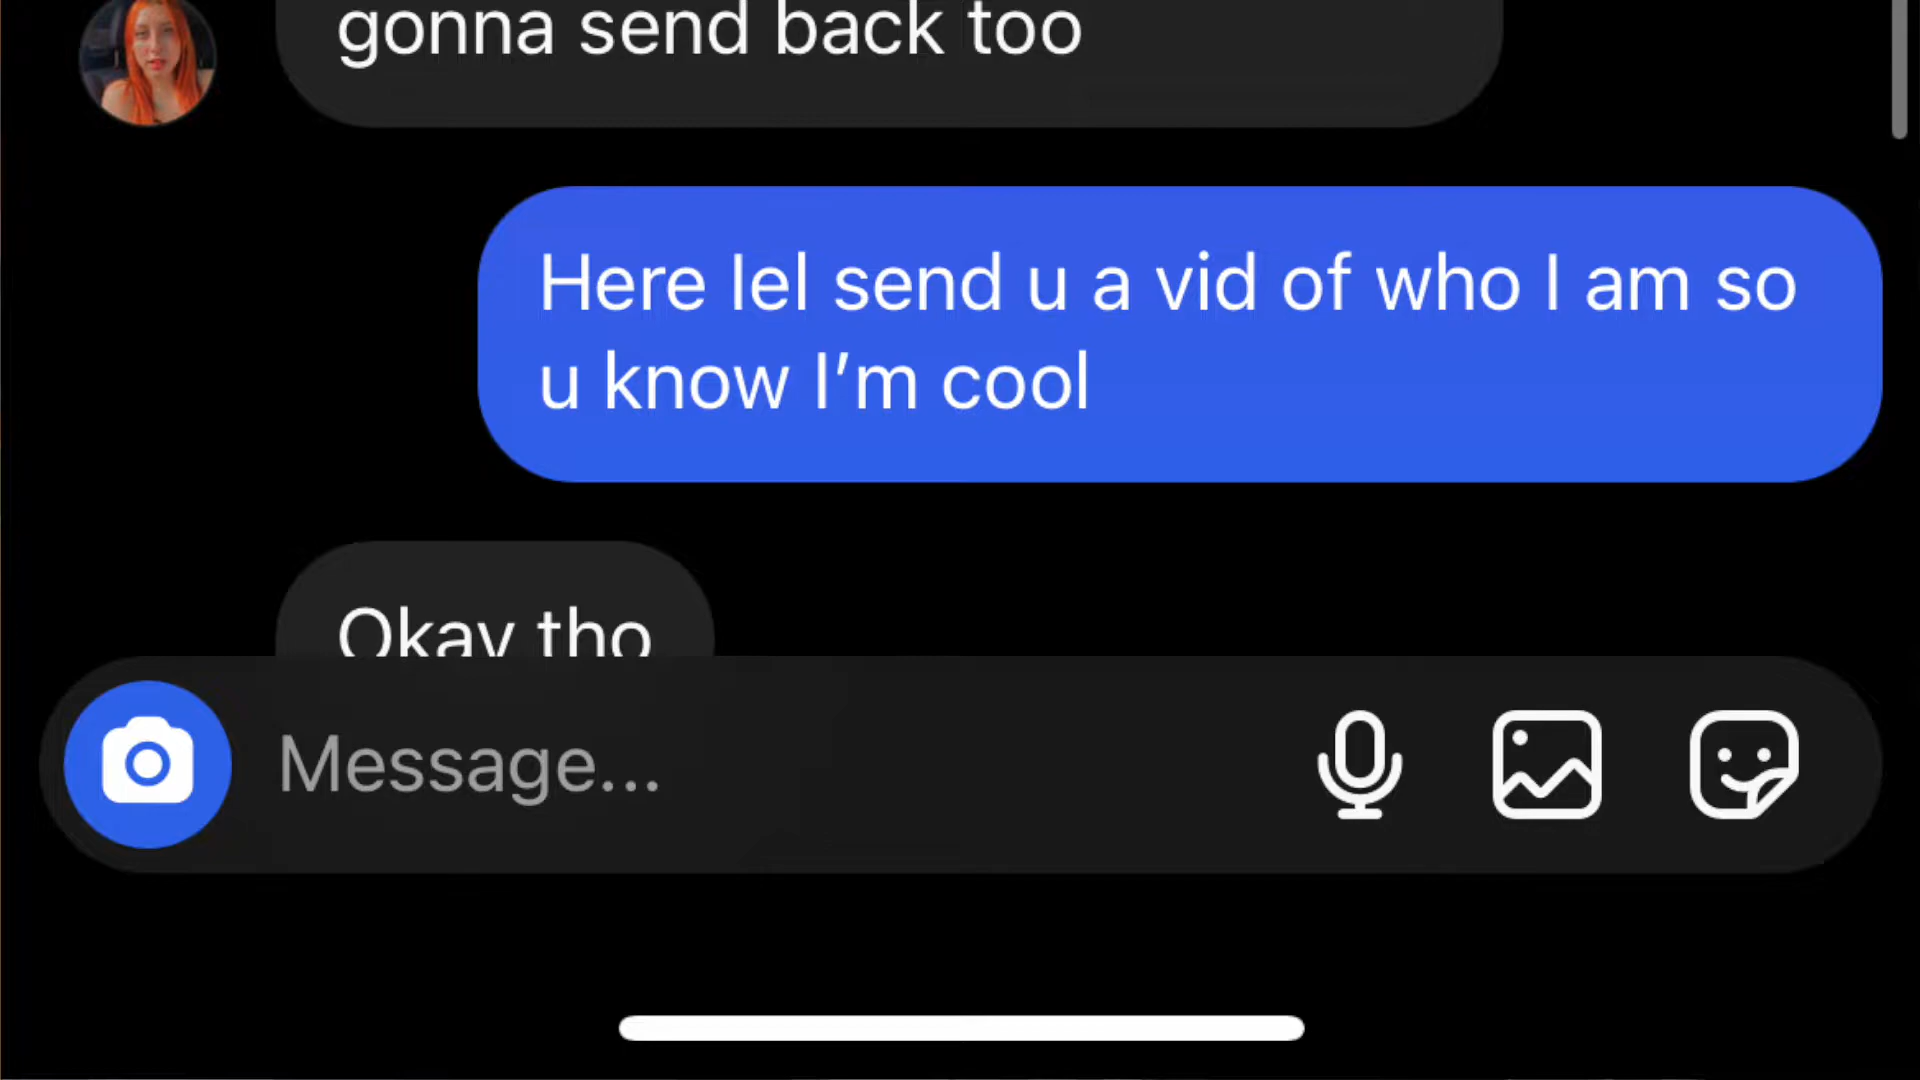 gonna send back too
Here lel send u a vid of who I am so
u know I’m cool
Okay tho
Message...